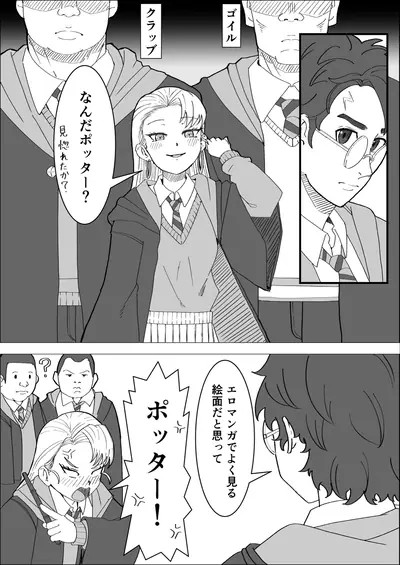 ゴイル
クラッブ
なんだポッター?
見惚れたか?
エロマンガでよく見る
絵面だと思って
ポッター!
?